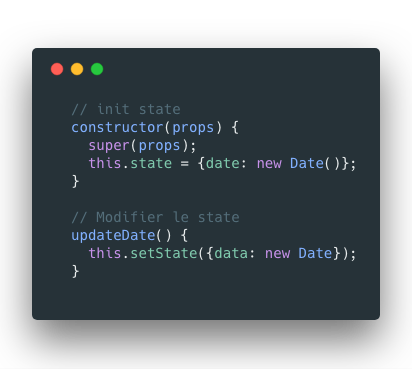 // init state
constructor(props) {
super(props);
this.state = {date: new Date()};
}
// Modifier le state
updateDate() {
this.setState({data: new Date});
}